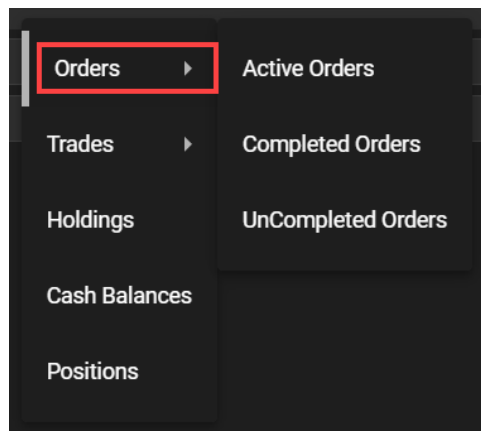 Orders
Trades
Holdings
Cash Balances
Positions
Active Orders
Completed Orders
UnCompleted Orders